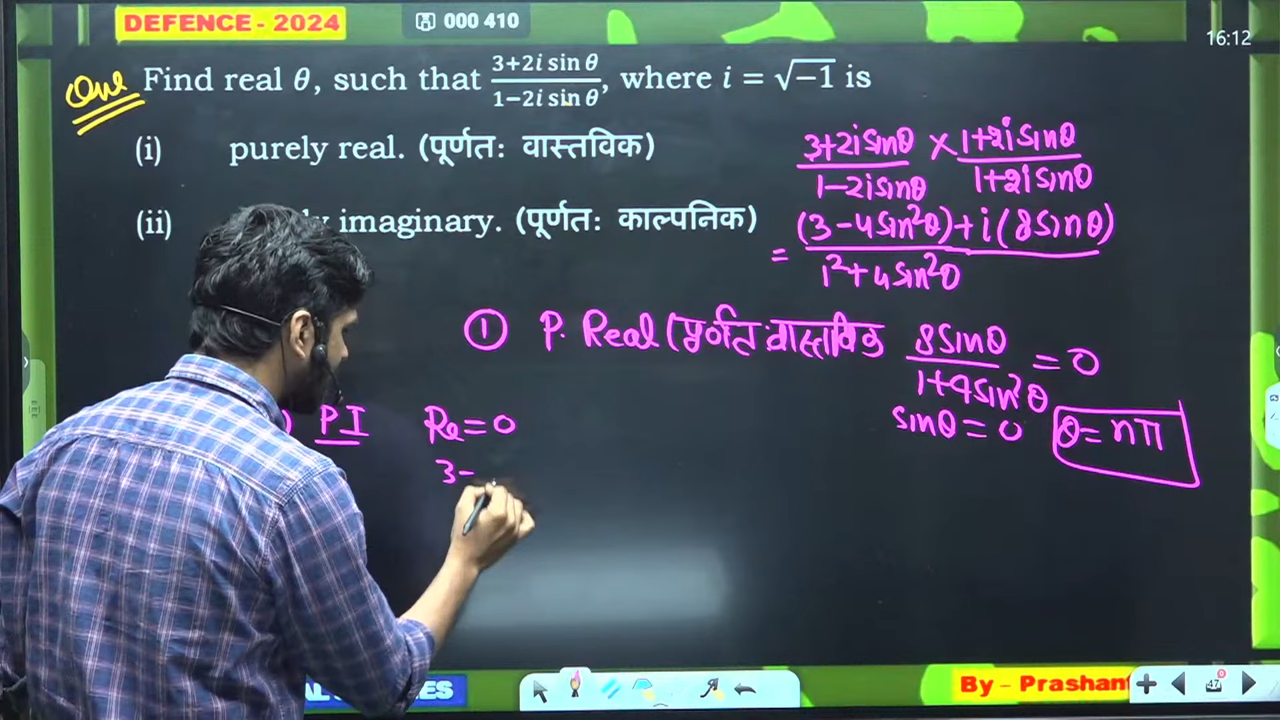 DEFENCE - 2024
000 410
16:12
Que Find real θ, such that (3+2i sin θ)/(1−2i sin θ), where i = √−1 is
(i) purely real. (पूर्णतः वास्तविक)
(ii) imaginary. (पूर्णतः काल्पनिक)
(3+2i sinθ)/(1-2i sinθ) × (1+2i sinθ)/(1+2i sinθ)
= ((3-4sin²θ)+i(8sinθ))/(1²+4sin²θ)
① P. Real (पूर्णतः वास्तविक (8sinθ)/(1+4sin²θ) = 0
sinθ = 0 θ = nπ
) PI Re = 0
3-
By - Prashant